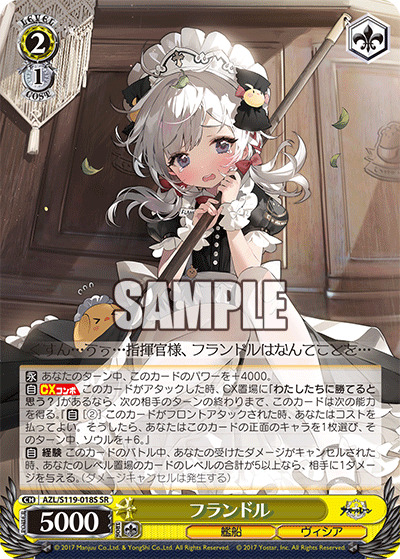 LEVEL
2
1
COST
SAMPLE
ぐすん…うぅ…指揮官様、フランドルはなんてことを…
永 あなたのターン中、このカードのパワーを+4000。
自 CXコンボ このカードがアタックした時、CX置場に「わたしたちに勝てると
思う？」があるなら、次の相手のターンの終わりまで、このカードは次の能力
を得る。『自 [②] このカードがフロントアタックされた時、あなたはコストを
払ってよい。そうしたら、あなたはこのカードの正面のキャラを1枚選び、そ
のターン中、ソウルを+6。』
自 経験 このカードのバトル中、あなたの受けたダメージがキャンセルされ
た時、あなたのレベル置場のカードのレベルの合計が5以上なら、相手に1ダメー
ジを与える。（ダメージキャンセルは発生する）
CH AZL/S119-018S SR
フランドル
アズールレーン
5000
POWER
艦船
ヴィシア
© 2017 Manjuu Co.,Ltd. & YongShi Co.,Ltd. All Rights Reserved. © 2017 Yostar, Inc. All Rights Reserved.